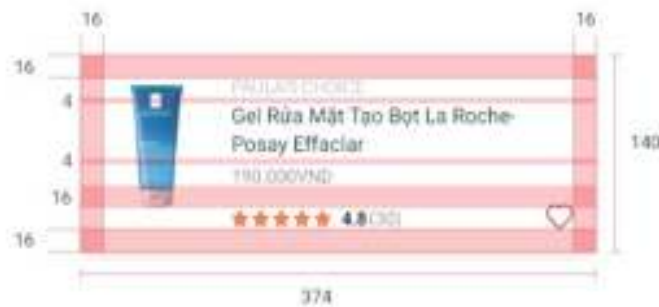 16 16
16
PAULA'S CHOICE
4
Gel Rửa Mặt Tạo Bọt La Roche-
Posay Effaclar
140
4
190.000VND
16
4.8 (30)
16
374